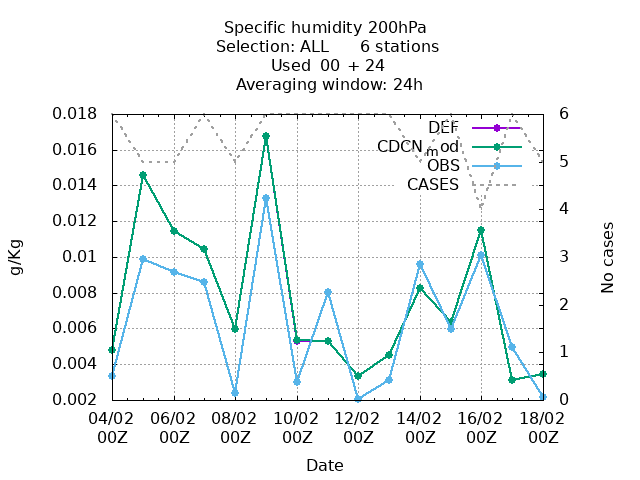 Specific humidity 200hPa
Selection: ALL 6 stations
Used 00 + 24
Averaging window: 24h
g/Kg
0.018
0.016
0.014
0.012
0.01
0.008
0.006
0.004
0.002
DEF
CDCN_mod
OBS
CASES
6
5
4
3
2
1
0
No cases
04/02 06/02 08/02 10/02 12/02 14/02 16/02 18/02
00Z 00Z 00Z 00Z 00Z 00Z 00Z 00Z
Date